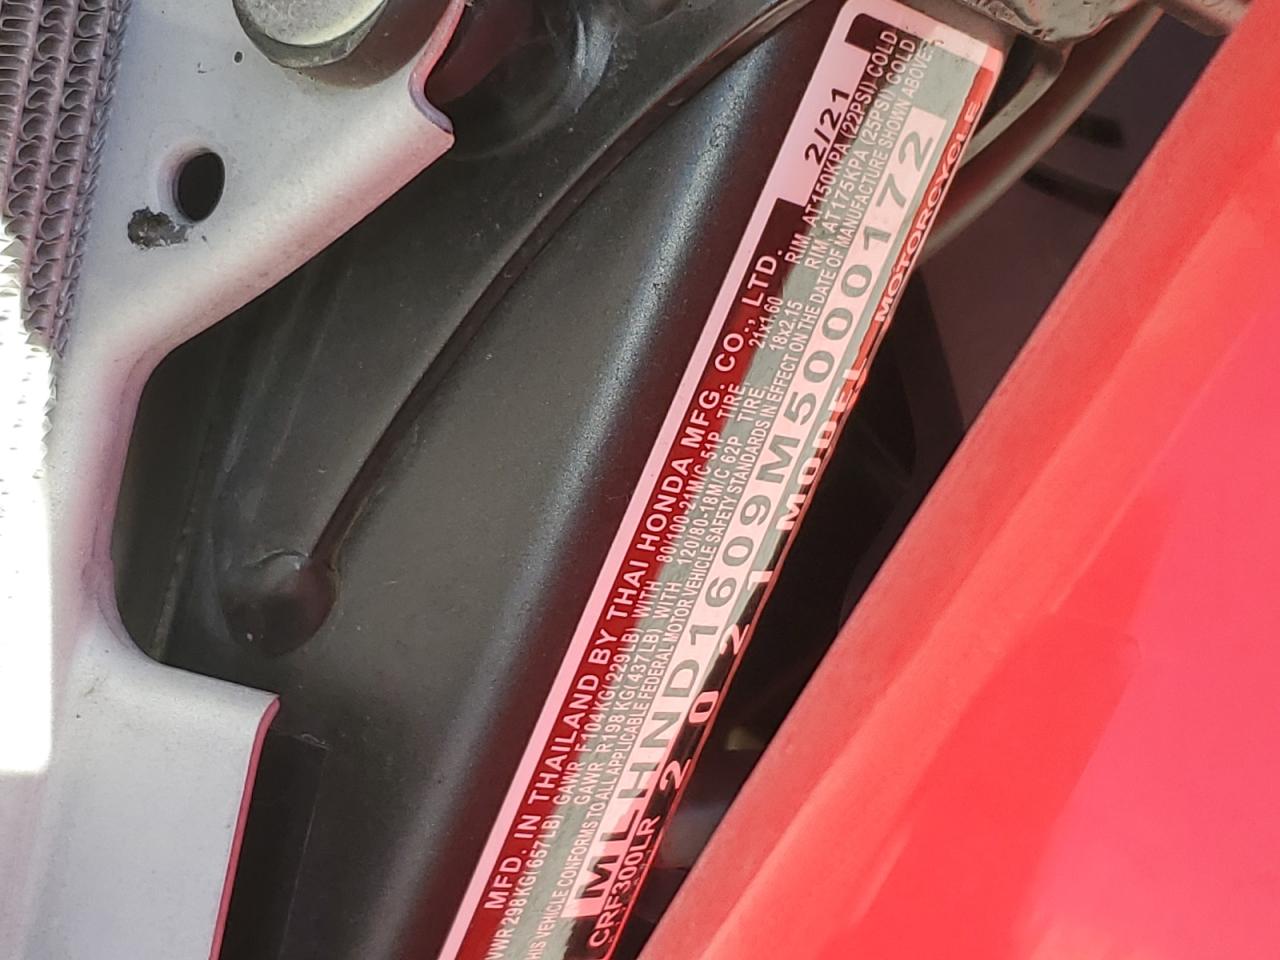 MFD. IN THAILAND BY THAI HONDA MFG. CO., LTD. 2/21
VWR 298KG(657LB) GAWR F104KG(229LB) WITH 80/100-21M/C 51P TIRE, 21x1.60 RIM, AT150KPA (22PSI) COLD
GAWR R198KG(437LB) WITH 120/80-18M/C 62P TIRE, 18x2.15 RIM, AT175KPA (25PSI) COLD
HIS VEHICLE CONFORMS TO ALL APPLICABLE FEDERAL MOTOR VEHICLE SAFETY STANDARDS IN EFFECT ON THE DATE OF MANUFACTURE SHOWN ABOVE.
MLHND1609M5000172
CRF300LR 2021 MODEL MOTORCYCLE